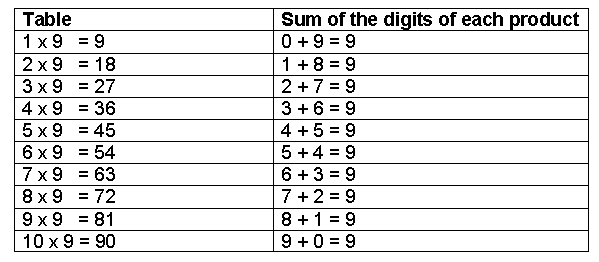 Table Sum of the digits of each product
1 x 9 = 9 0 + 9 = 9
2 x 9 = 18 1 + 8 = 9
3 x 9 = 27 2 + 7 = 9
4 x 9 = 36 3 + 6 = 9
5 x 9 = 45 4 + 5 = 9
6 x 9 = 54 5 + 4 = 9
7 x 9 = 63 6 + 3 = 9
8 x 9 = 72 7 + 2 = 9
9 x 9 = 81 8 + 1 = 9
10 x 9 = 90 9 + 0 = 9